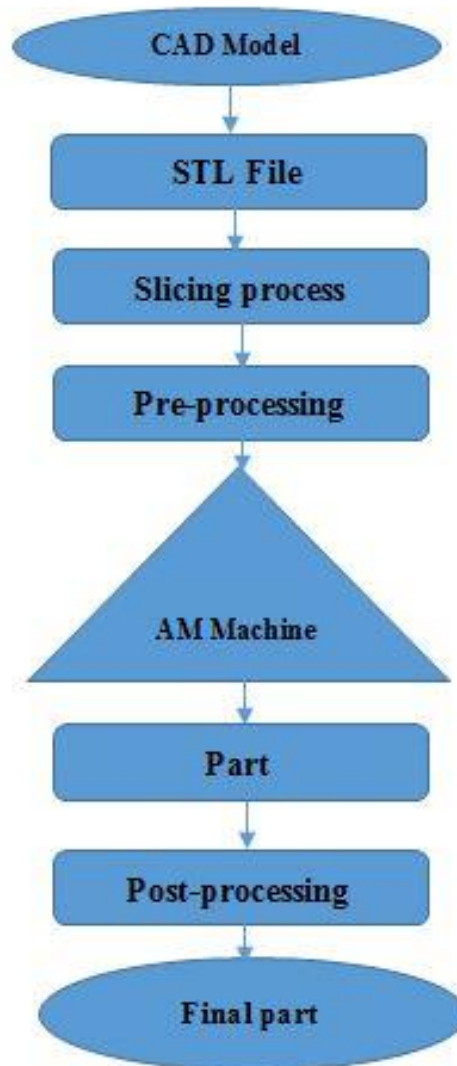 CAD Model
STL File
Slicing process
Pre-processing
AM Machine
Part
Post-processing
Final part